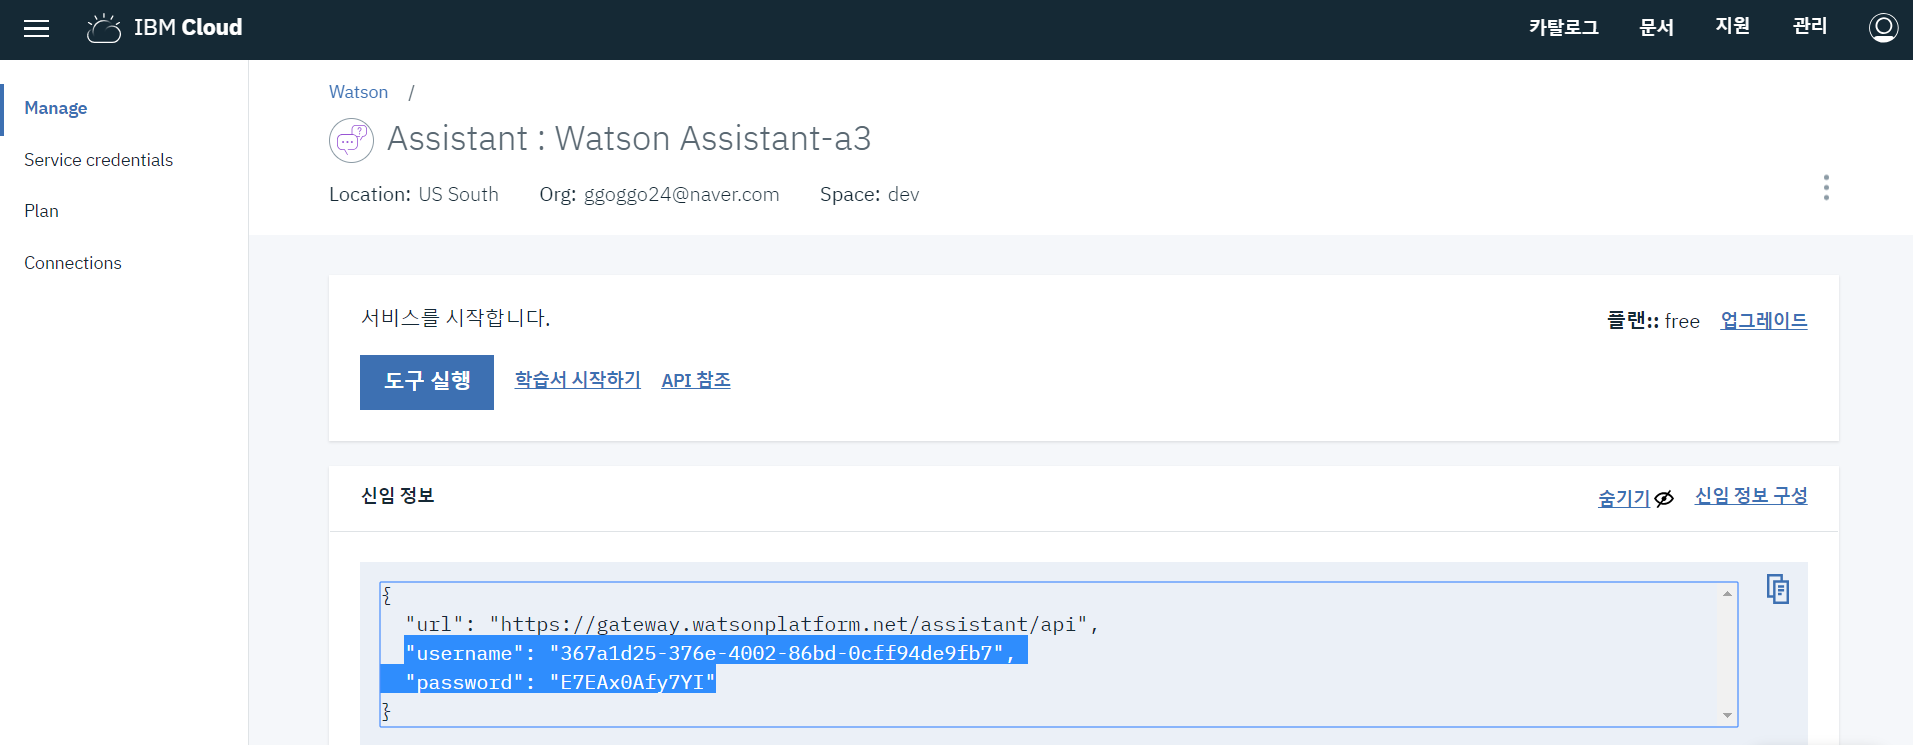 IBM Cloud
카탈로그 문서 지원 관리
Manage
Service credentials
Plan
Connections
Watson /
Assistant : Watson Assistant-a3
Location: US South Org: ggoggo24@naver.com Space: dev
서비스를 시작합니다.
플랜:: free 업그레이드
도구 실행 학습서 시작하기 API 참조
신임 정보
숨기기 신임 정보 구성
{
"url": "https://gateway.watsonplatform.net/assistant/api",
"username": "367a1d25-376e-4002-86bd-0cff94de9fb7",
"password": "E7EAx0Afy7YI"
}